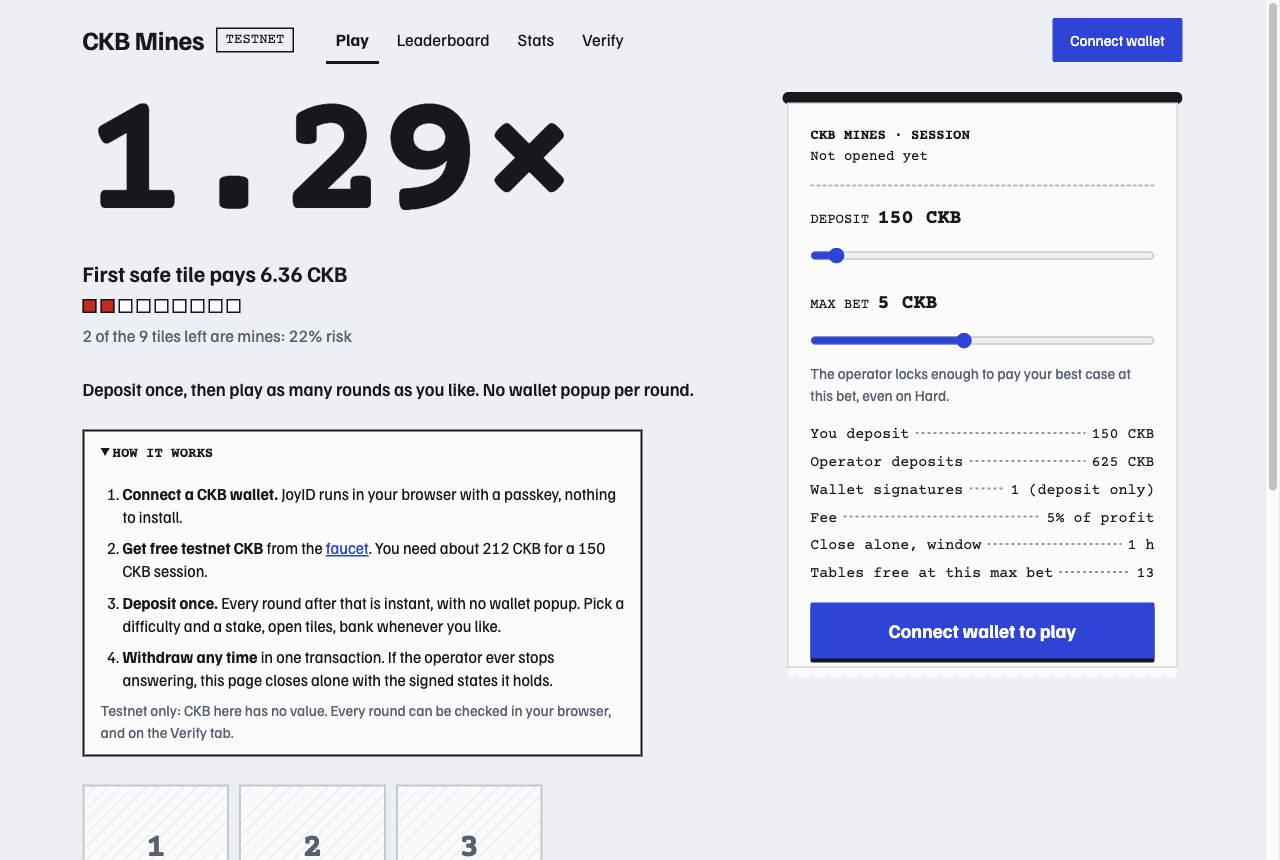 CKB Mines TESTNET Play Leaderboard Stats Verify Connect wallet
1.29×
First safe tile pays 6.36 CKB
2 of the 9 tiles left are mines: 22% risk
Deposit once, then play as many rounds as you like. No wallet popup per round.
▼HOW IT WORKS
1. Connect a CKB wallet. JoyID runs in your browser with a passkey, nothing
to install.
2. Get free testnet CKB from the faucet. You need about 212 CKB for a 150
CKB session.
3. Deposit once. Every round after that is instant, with no wallet popup. Pick a
difficulty and a stake, open tiles, bank whenever you like.
4. Withdraw any time in one transaction. If the operator ever stops
answering, this page closes alone with the signed states it holds.
Testnet only: CKB here has no value. Every round can be checked in your browser,
and on the Verify tab.
1 2 3
CKB MINES · SESSION
Not opened yet
DEPOSIT 150 CKB
MAX BET 5 CKB
The operator locks enough to pay your best case at
this bet, even on Hard.
You deposit 150 CKB
Operator deposits 625 CKB
Wallet signatures 1 (deposit only)
Fee 5% of profit
Close alone, window 1 h
Tables free at this max bet 13
Connect wallet to play